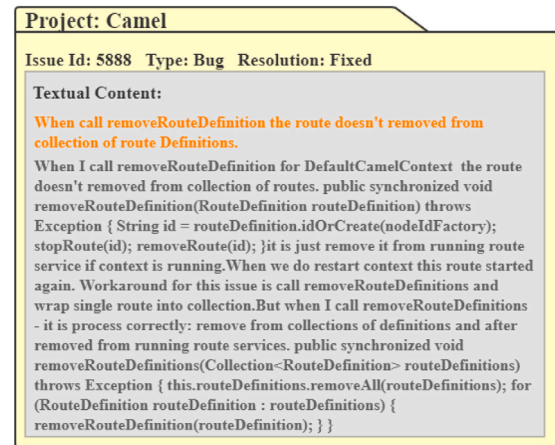 Project: Camel
Issue Id: 5888 Type: Bug Resolution: Fixed
Textual Content:
When call removeRouteDefinition the route doesn't removed from
collection of route Definitions.
When I call removeRouteDefinition for DefaultCamelContext the route
doesn't removed from collection of routes. public synchronized void
removeRouteDefinition(RouteDefinition routeDefinition) throws
Exception { String id = routeDefinition.idOrCreate(nodeIdFactory);
stopRoute(id); removeRoute(id); }it is just remove it from running route
service if context is running.When we do restart context this route started
again. Workaround for this issue is call removeRouteDefinitions and
wrap single route into collection.But when I call removeRouteDefinitions
- it is process correctly: remove from collections of definitions and after
removed from running route services. public synchronized void
removeRouteDefinitions(Collection<RouteDefinition> routeDefinitions)
throws Exception { this.routeDefinitions.removeAll(routeDefinitions); for
(RouteDefinition routeDefinition : routeDefinitions) {
removeRouteDefinition(routeDefinition); } }